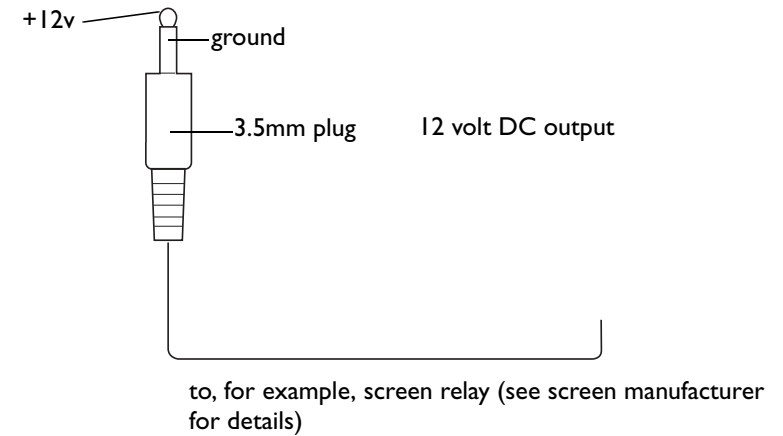 +12v
ground
3.5mm plug
12 volt DC output
to, for example, screen relay (see screen manufacturer
for details)